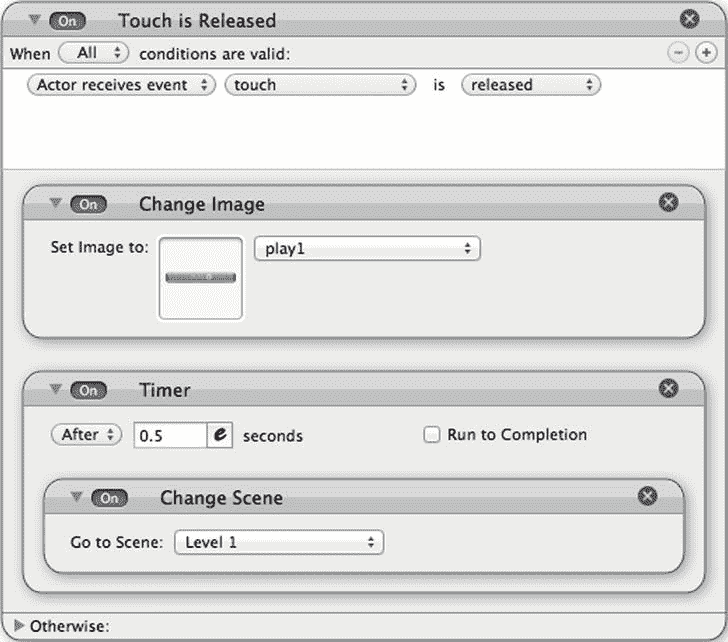 On Touch is Released
When All conditions are valid:
Actor receives event touch is released
On Change Image
Set Image to: play1
On Timer
After 0.5 e seconds Run to Completion
On Change Scene
Go to Scene: Level 1
Otherwise: